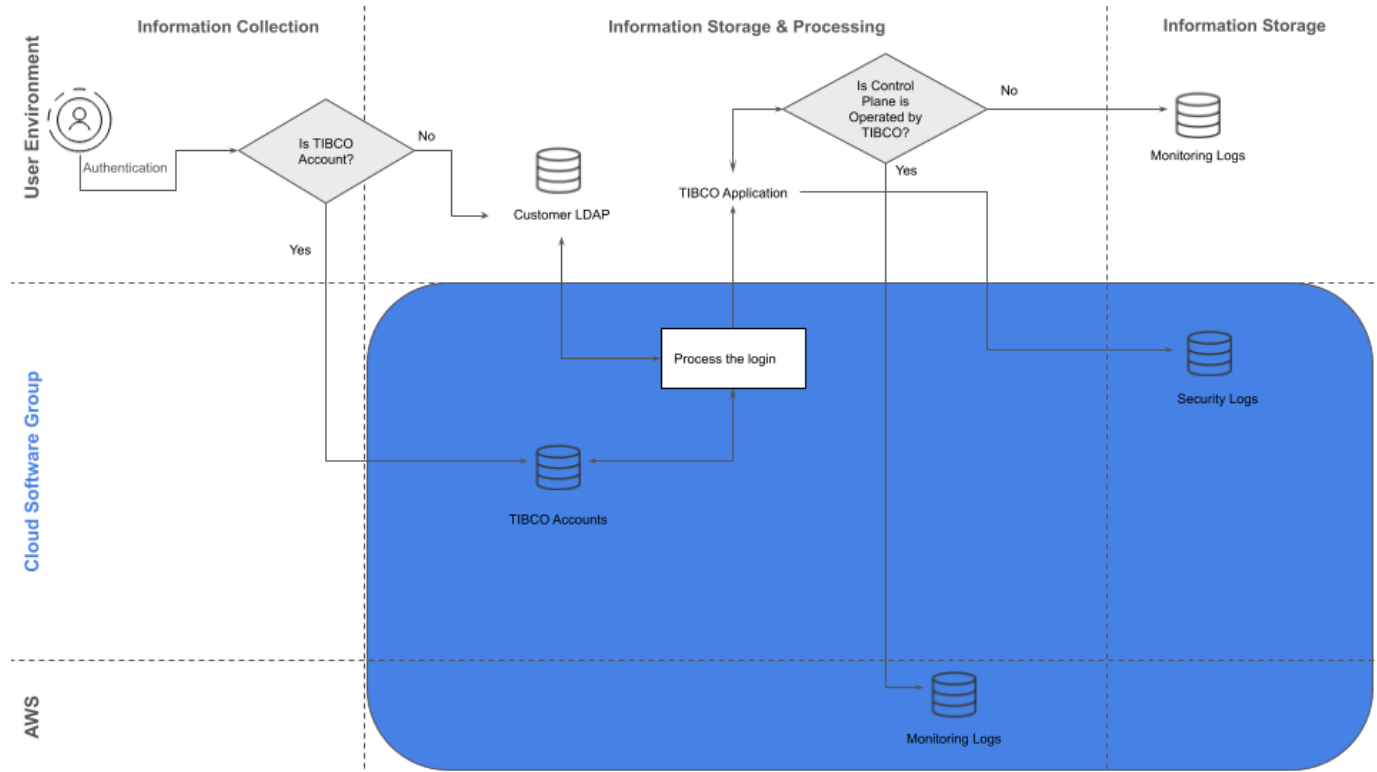 Information Collection
Information Storage & Processing
Information Storage
User Environment
Authentication
Is TIBCO
Account?
No
Yes
Customer LDAP
Is Control
Plane is
Operated by
TIBCO?
No
Yes
Monitoring Logs
TIBCO Application
Cloud Software Group
Process the login
Security Logs
TIBCO Accounts
AWS
Monitoring Logs